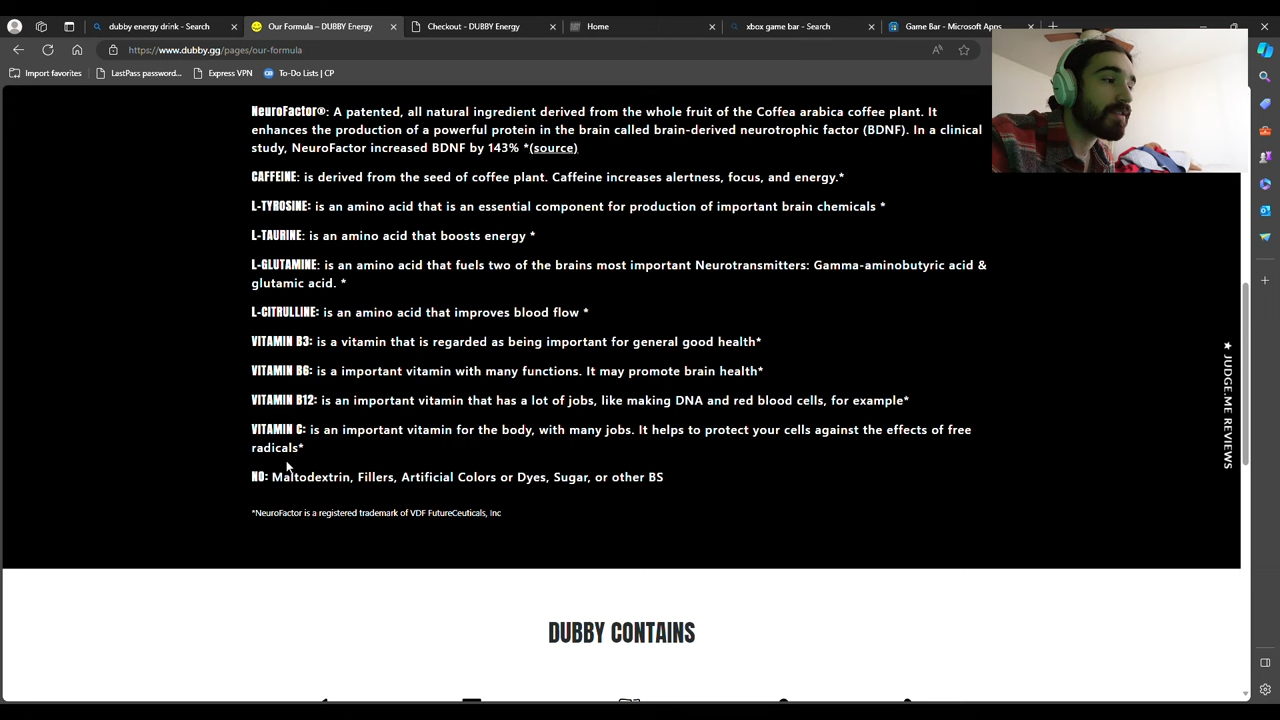 dubby energy drink - Search
Our Formula – DUBBY Energy
Checkout - DUBBY Energy
Home
xbox game bar - Search
Game Bar - Microsoft Apps
https://www.dubby.gg/pages/our-formula
Import favorites
LastPass password...
Express VPN
To-Do Lists | CP
NeuroFactor®: A patented, all natural ingredient derived from the whole fruit of the Coffea arabica coffee plant. It
enhances the production of a powerful protein in the brain called brain-derived neurotrophic factor (BDNF). In a clinical
study, NeuroFactor increased BDNF by 143% *(source)
CAFFEINE: is derived from the seed of coffee plant. Caffeine increases alertness, focus, and energy.*
L-TYROSINE: is an amino acid that is an essential component for production of important brain chemicals *
L-TAURINE: is an amino acid that boosts energy *
L-GLUTAMINE: is an amino acid that fuels two of the brains most important Neurotransmitters: Gamma-aminobutyric acid &
glutamic acid. *
L-CITRULLINE: is an amino acid that improves blood flow *
VITAMIN B3: is a vitamin that is regarded as being important for general good health*
VITAMIN B6: is a important vitamin with many functions. It may promote brain health*
VITAMIN B12: is an important vitamin that has a lot of jobs, like making DNA and red blood cells, for example*
VITAMIN C: is an important vitamin for the body, with many jobs. It helps to protect your cells against the effects of free
radicals*
NO: Maltodextrin, Fillers, Artificial Colors or Dyes, Sugar, or other BS
*NeuroFactor is a registered trademark of VDF FutureCeuticals, Inc
★ JUDGE.ME REVIEWS
DUBBY CONTAINS